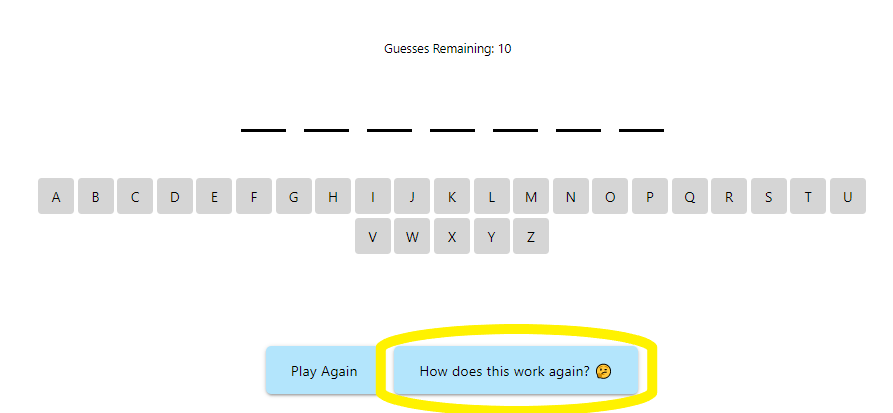 Guesses Remaining: 10
A B C D E F G H I J K L M N O P Q R S T U
V W X Y Z
Play Again How does this work again? 🤔